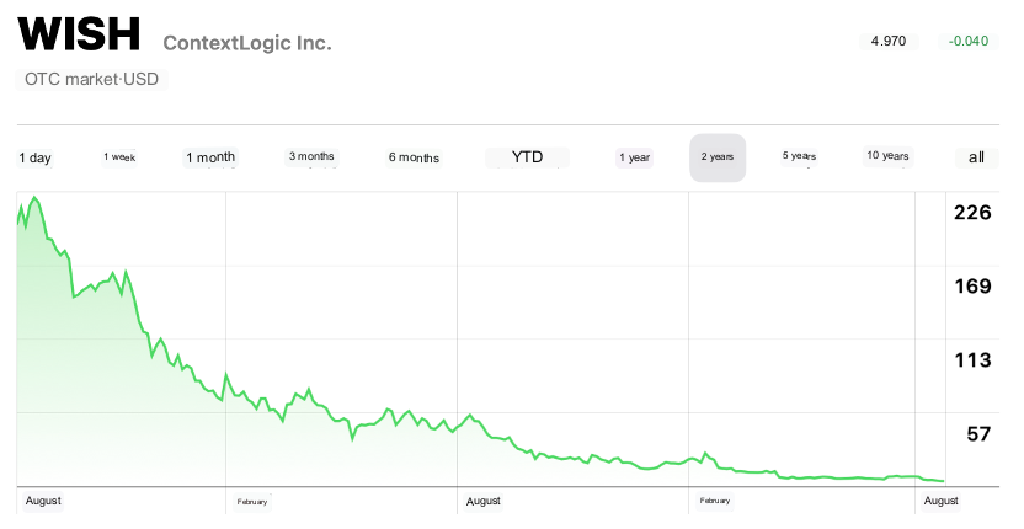 WISH ContextLogic Inc. 4.970 -0.040
OTC market·USD
1 day 1 week 1 month 3 months 6 months YTD 1 year 2 years 5 years 10 years all
226
169
113
57
August February August February August